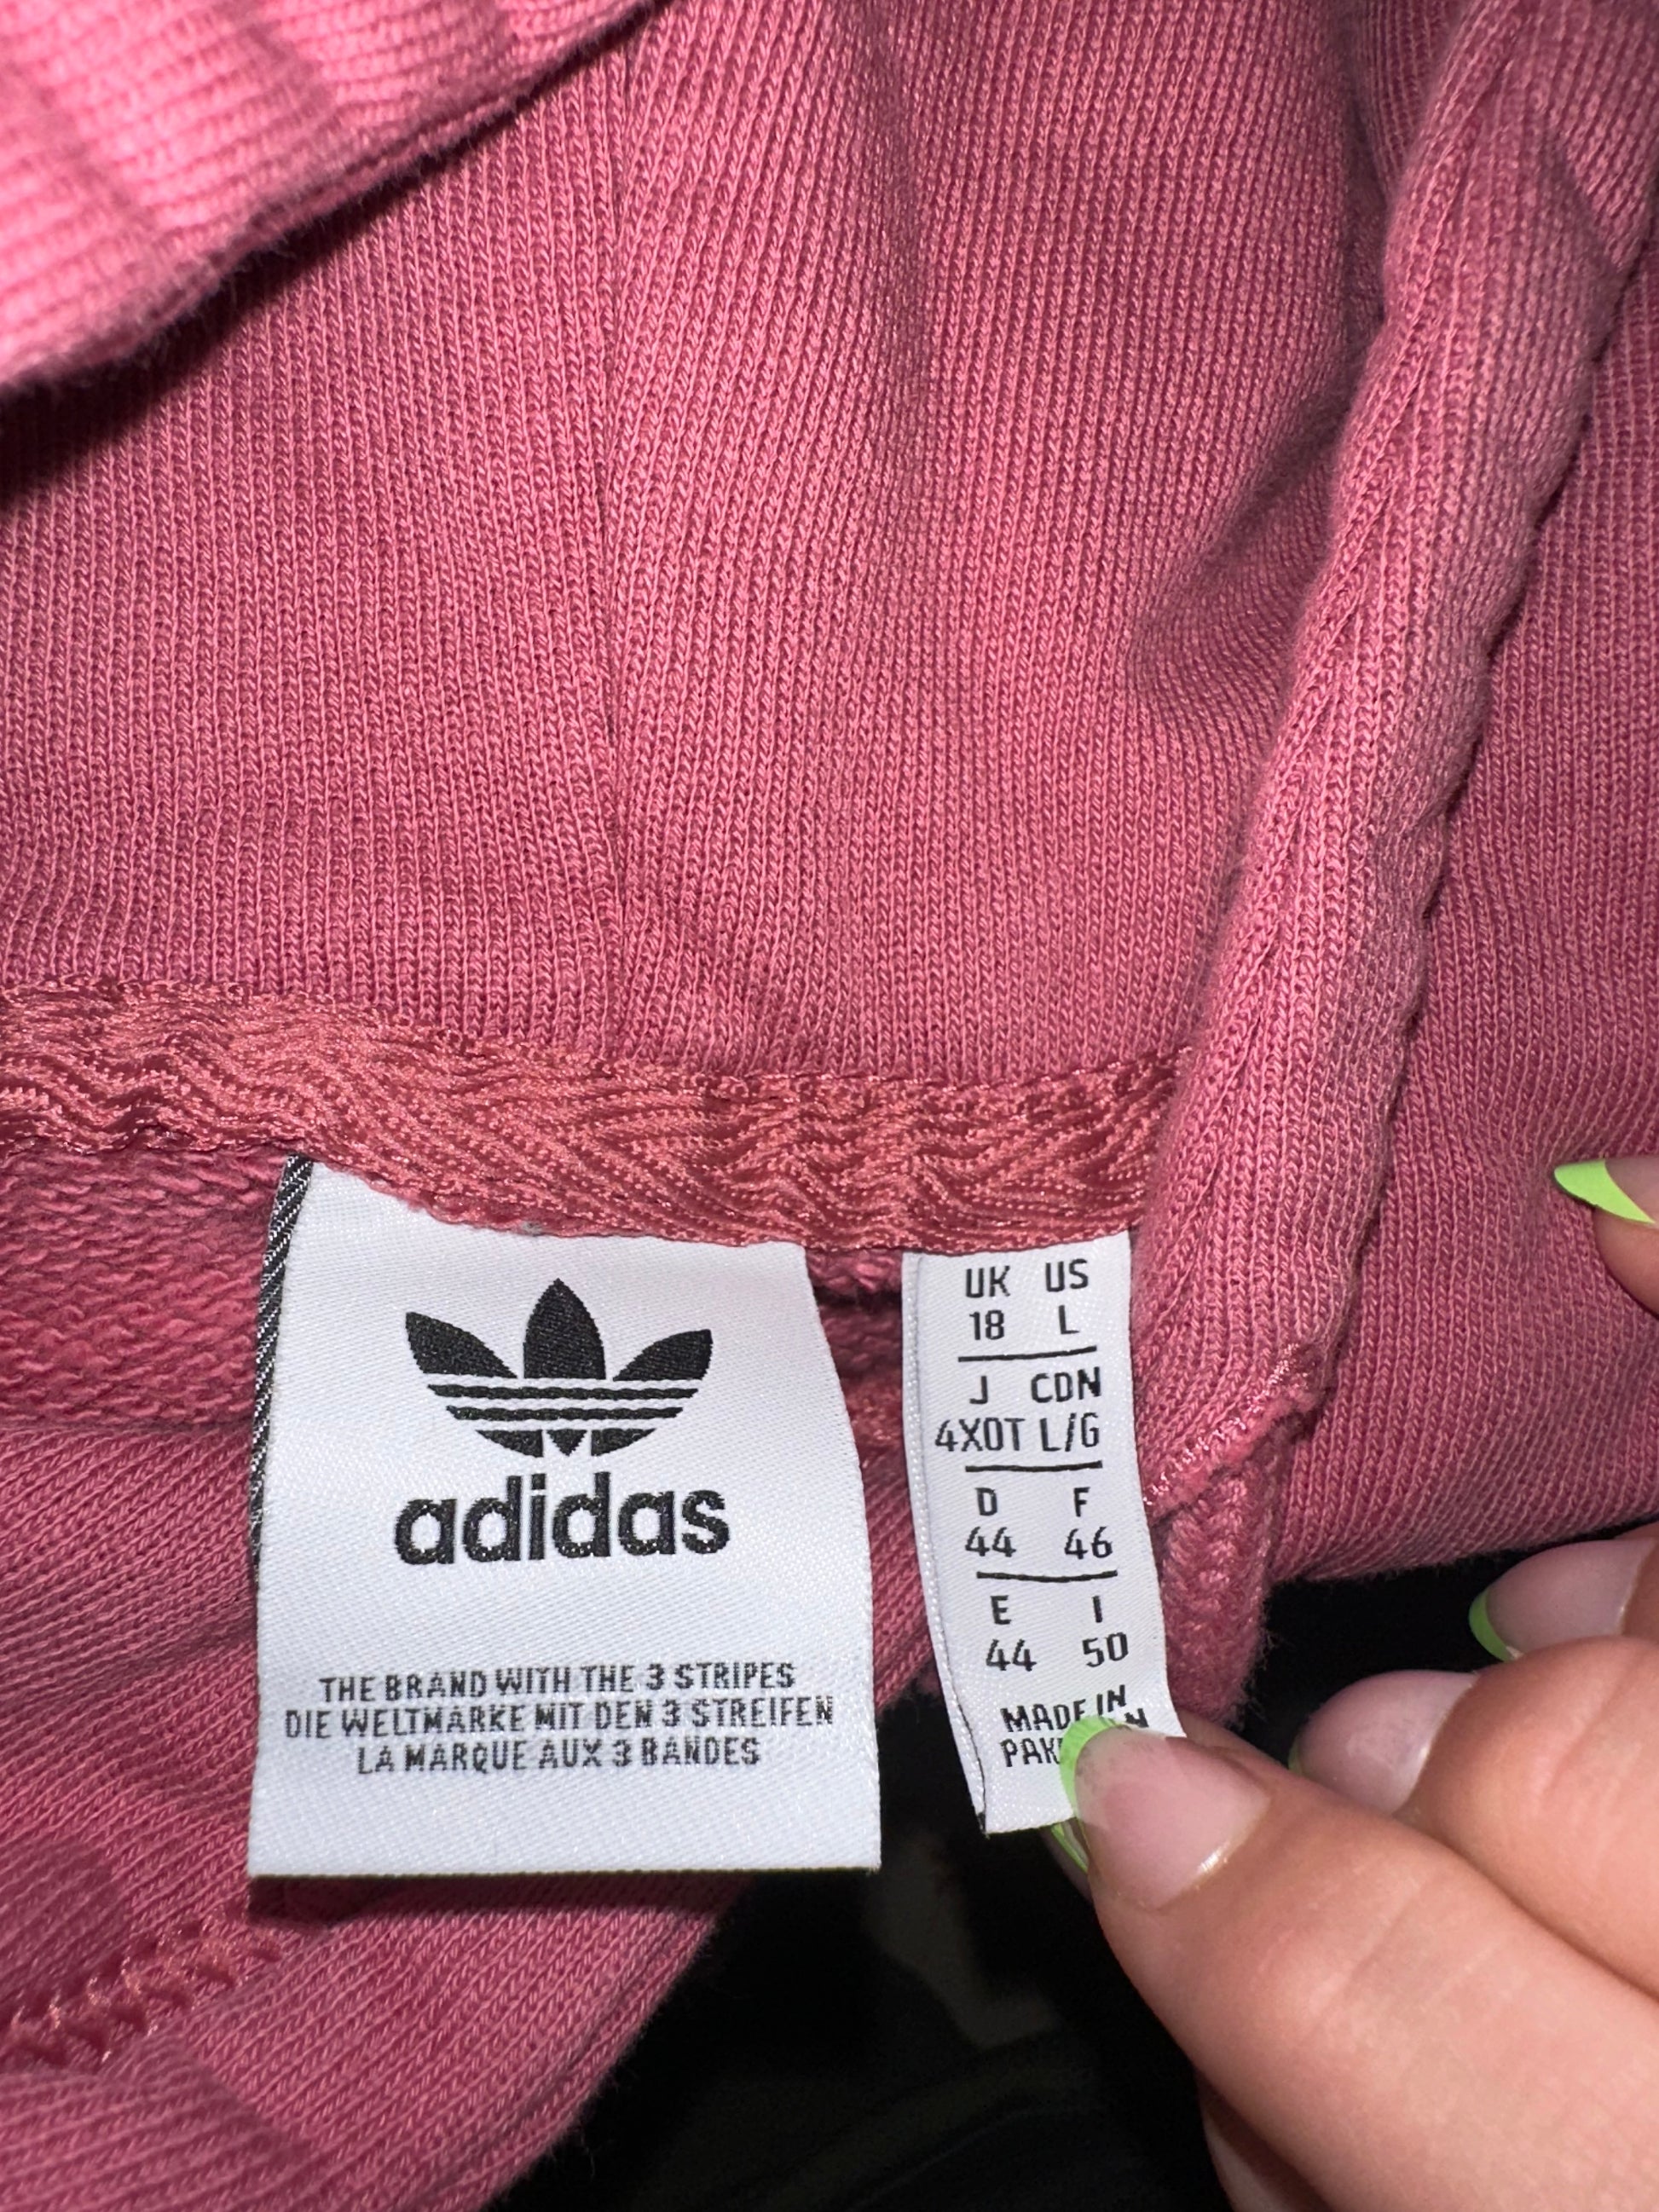 adidas
THE BRAND WITH THE 3 STRIPES
DIE WELTMARKE MIT DEN 3 STREIFEN
LA MARQUE AUX 3 BANDES
UK US
18 L
J CDN
4XOT L/G
D F
44 46
E I
44 50
MADE IN